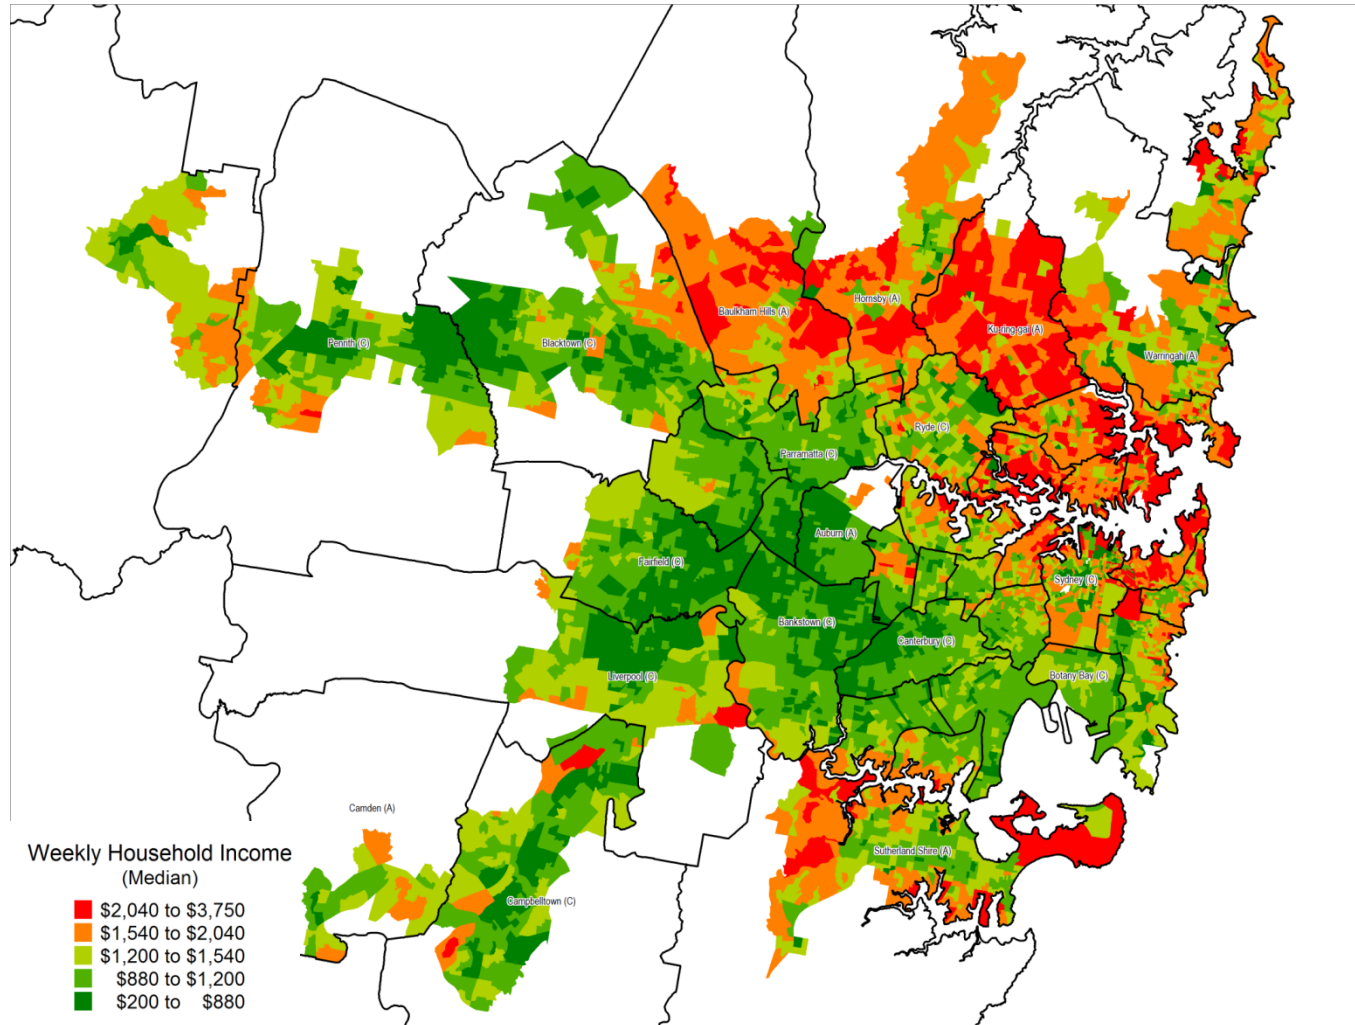 Baulkham Hills (A)
Hornsby (A)
Ku-ring-gai (A)
Penrith (C)
Blacktown (C)
Warringah (A)
Ryde (C)
Parramatta (C)
Auburn (A)
Fairfield (C)
Sydney (C)
Bankstown (C)
Canterbury (C)
Liverpool (C)
Botany Bay (C)
Camden (A)
Sutherland Shire (A)
Campbelltown (C)
Weekly Household Income
(Median)
$2,040 to $3,750
$1,540 to $2,040
$1,200 to $1,540
$880 to $1,200
$200 to $880